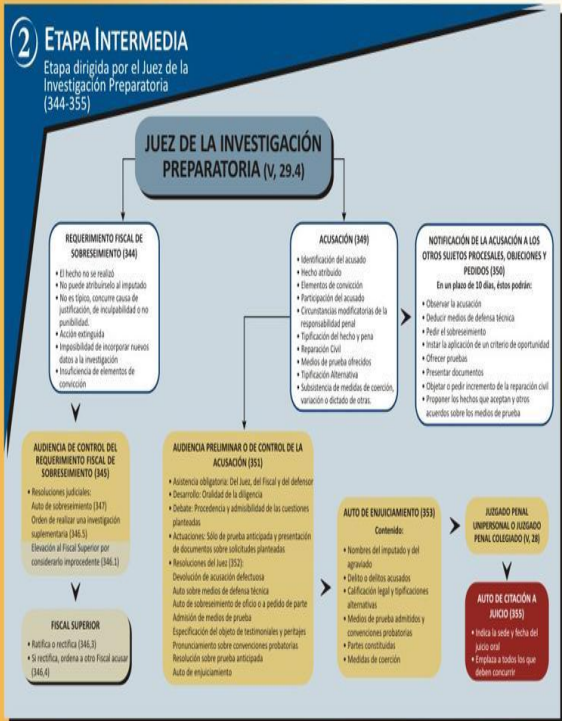 2 ETAPA INTERMEDIA
Etapa dirigida por el Juez de la
Investigación Preparatoria
(344-355)
JUEZ DE LA INVESTIGACIÓN
PREPARATORIA (V, 29.4)
REQUERIMIENTO FISCAL DE
SOBRESEIMIENTO (344)
• El hecho no se realizó
• No puede atribuírselo al imputado
• No es típico, concurre causa de
justificación, de inculpabilidad o no
punibilidad.
• Acción extinguida
• Imposibilidad de incorporar nuevos
datos a la investigación
• Insuficiencia de elementos de
convicción
ACUSACIÓN (349)
• Identificación del acusado
• Hecho atribuido
• Elementos de convicción
• Participación del acusado
• Circunstancias modificatorias de la
responsabilidad penal
• Tipificación del hecho y pena
• Reparación Civil
• Medios de prueba ofrecidos
• Tipificación Alternativa
• Subsistencia de medidas de coerción,
variación o dictado de otras.
NOTIFICACIÓN DE LA ACUSACIÓN A LOS
OTROS SUJETOS PROCESALES, OBJECIONES Y
PEDIDOS (350)
En un plazo de 10 días, éstos podrán:
• Observar la acusación
• Deducir medios de defensa técnica
• Pedir el sobreseimiento
• Instar la aplicación de un criterio de oportunidad
• Ofrecer pruebas
• Presentar documentos
• Objetar o pedir incremento de la reparación civil
• Proponer los hechos que aceptan y otros
acuerdos sobre los medios de prueba
AUDIENCIA DE CONTROL DEL
REQUERIMIENTO FISCAL DE
SOBRESEIMIENTO (345)
• Resoluciones judiciales:
Auto de sobreseimiento (347)
Orden de realizar una investigación
suplementaria (346.5)
Elevación al Fiscal Superior por
considerarlo improcedente (346.1)
FISCAL SUPERIOR
• Ratifica o rectifica (346,3)
• Si rectifica, ordena a otro Fiscal acusar
(346,4)
AUDIENCIA PRELIMINAR O DE CONTROL DE LA
ACUSACIÓN (351)
• Asistencia obligatoria: Del Juez, del Fiscal y del defensor
• Desarrollo: Oralidad de la diligencia
• Debate: Procedencia y admisibilidad de las cuestiones
planteadas
• Actuaciones: Sólo de prueba anticipada y presentación
de documentos sobre solicitudes planteadas
• Resoluciones del Juez (352):
Devolución de acusación defectuosa
Auto sobre medios de defensa técnica
Auto de sobreseimiento de oficio o a pedido de parte
Admisión de medios de prueba
Especificación del objeto de testimoniales y peritajes
Pronunciamiento sobre convenciones probatorias
Resolución sobre prueba anticipada
Auto de enjuiciamiento
AUTO DE ENJUICIAMIENTO (353)
Contenido:
• Nombres del imputado y del
agraviado
• Delito o delitos acusados
• Calificación legal y tipificaciones
alternativas
• Medios de prueba admitidos y
convenciones probatorias
• Partes constituidas
• Medidas de coerción
JUZGADO PENAL
UNIPERSONAL O JUZGADO
PENAL COLEGIADO (V, 28)
AUTO DE CITACIÓN A
JUICIO (355)
• Indica la sede y fecha del
juicio oral
• Emplaza a todos los que
deben concurrir